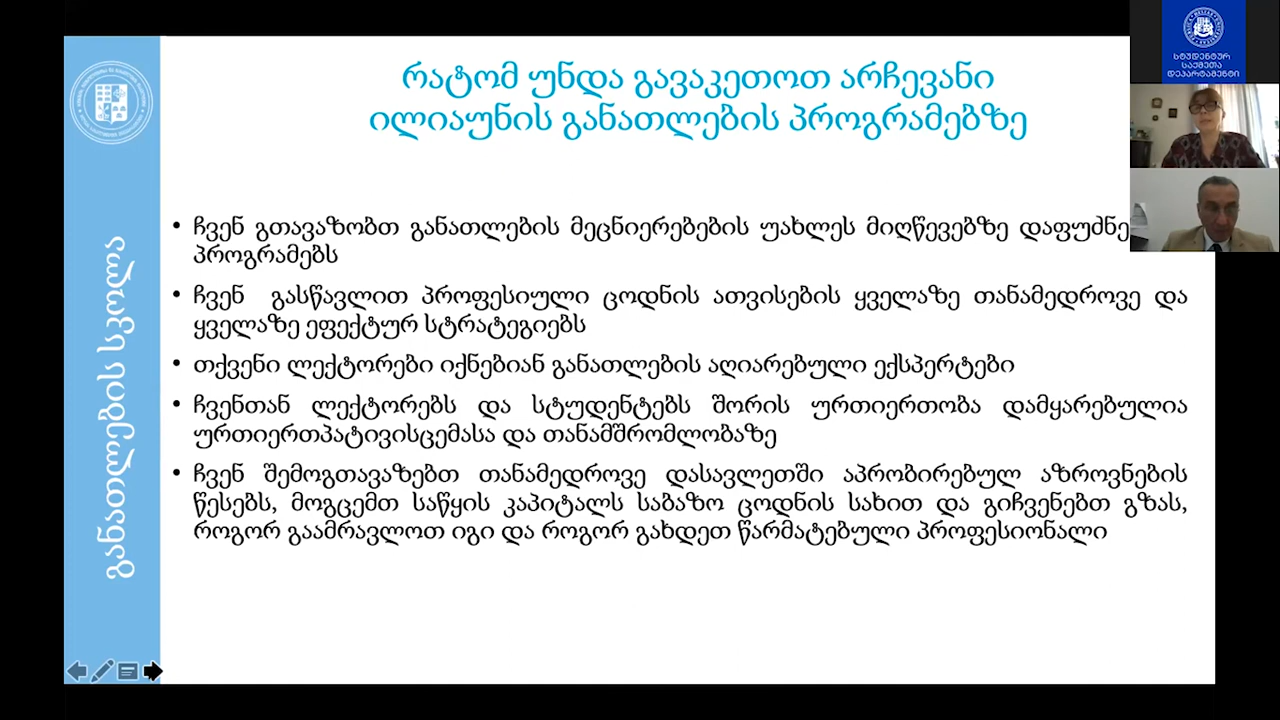 რატომ უნდა გავაკეთოთ არჩევანი
ილიაუნის განათლების პროგრამებზე
• ჩვენ გთავაზობთ განათლების მეცნიერებების უახლეს მიღწევებზე
პროგრამებს
• ჩვენ გასწავლით პროფესიული ცოდნის ათვისების ყველაზე თანამედროვე და
ყველაზე ეფექტურ სტრატეგიებს
• თქვენი ლექტორები იქნებიან განათლების აღიარებული ექსპერტები
• ჩვენთან ლექტორებს და სტუდენტებს შორის ურთიერთობა დამყარებულია
ურთიერთპატივისცემასა და თანამშრომლობაზე
• ჩვენ შემოგთავაზებთ თანამედროვე დასავლეთში აპრობირებულ აზროვნების
წესებს, მოგცემთ საწყის კაპიტალს საბაზო ცოდნის სახით და გიჩვენებთ გზას,
როგორ გაამრავლოთ იგი და როგორ გახდეთ წარმატებული პროფესიონალი
განათლების სკოლა
სტუდენტურ
საქმეთა
დეპარტამენტი